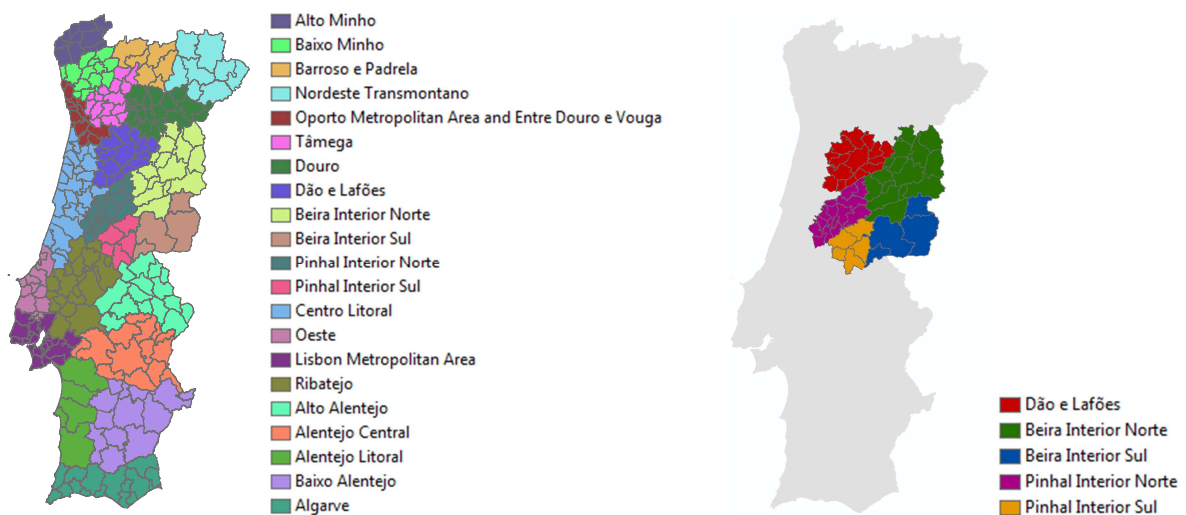 Alto Minho
Baixo Minho
Barroso e Padrela
Nordeste Transmontano
Oporto Metropolitan Area and Entre Douro e Vouga
Tâmega
Douro
Dão e Lafões
Beira Interior Norte
Beira Interior Sul
Pinhal Interior Norte
Pinhal Interior Sul
Centro Litoral
Oeste
Lisbon Metropolitan Area
Ribatejo
Alto Alentejo
Alentejo Central
Alentejo Litoral
Baixo Alentejo
Algarve
Dão e Lafões
Beira Interior Norte
Beira Interior Sul
Pinhal Interior Norte
Pinhal Interior Sul